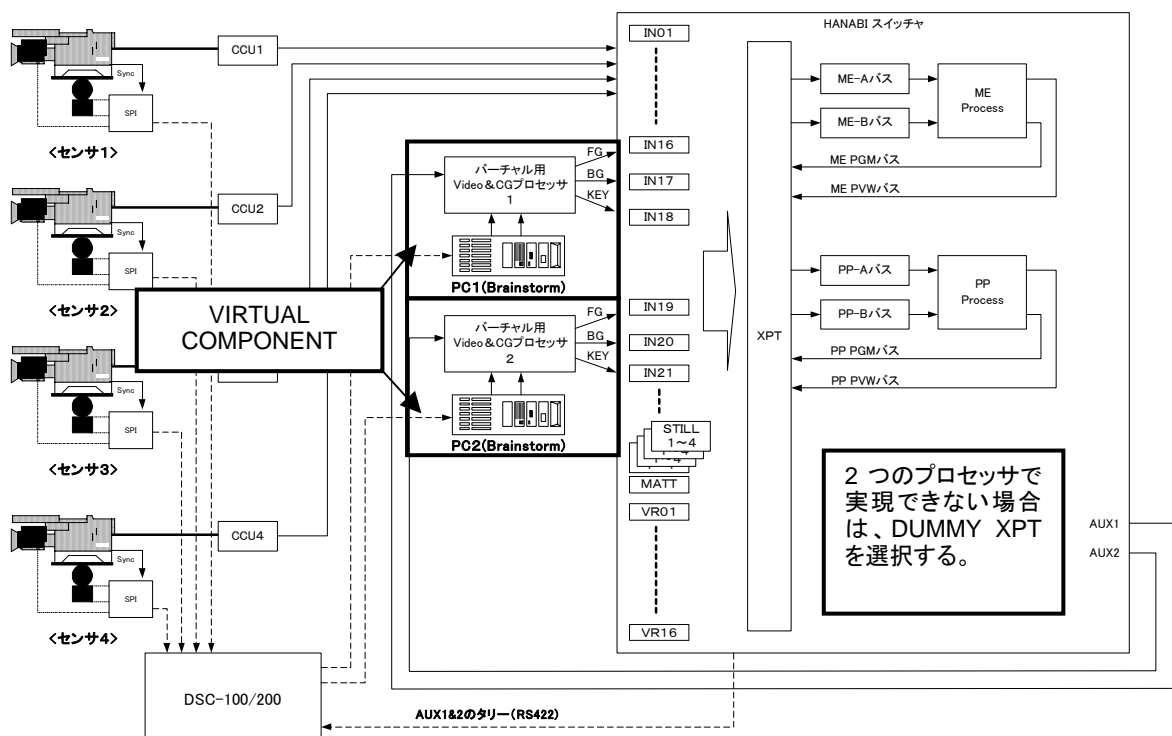 HANABI スイッチャ
CCU1
Sync
SPI
<センサ1>
CCU2
Sync
SPI
<センサ2>
Sync
SPI
<センサ3>
CCU4
Sync
SPI
<センサ4>
VIRTUAL
COMPONENT
バーチャル用
Video&CGプロセッサ
1
FG
BG
KEY
PC1(Brainstorm)
バーチャル用
Video&CGプロセッサ
2
FG
BG
KEY
PC2(Brainstorm)
IN01
IN16
IN17
IN18
IN19
IN20
IN21
STILL
1~4
MATT
VR01
VR16
XPT
ME-Aバス
ME-Bバス
ME
Process
ME PGMバス
ME PVWバス
PP-Aバス
PP-Bバス
PP
Process
PP PGMバス
PP PVWバス
2 つのプロセッサで
実現できない場合
は、DUMMY XPT
を選択する。
AUX1
AUX2
DSC-100/200
AUX1&2のタリー(RS422)